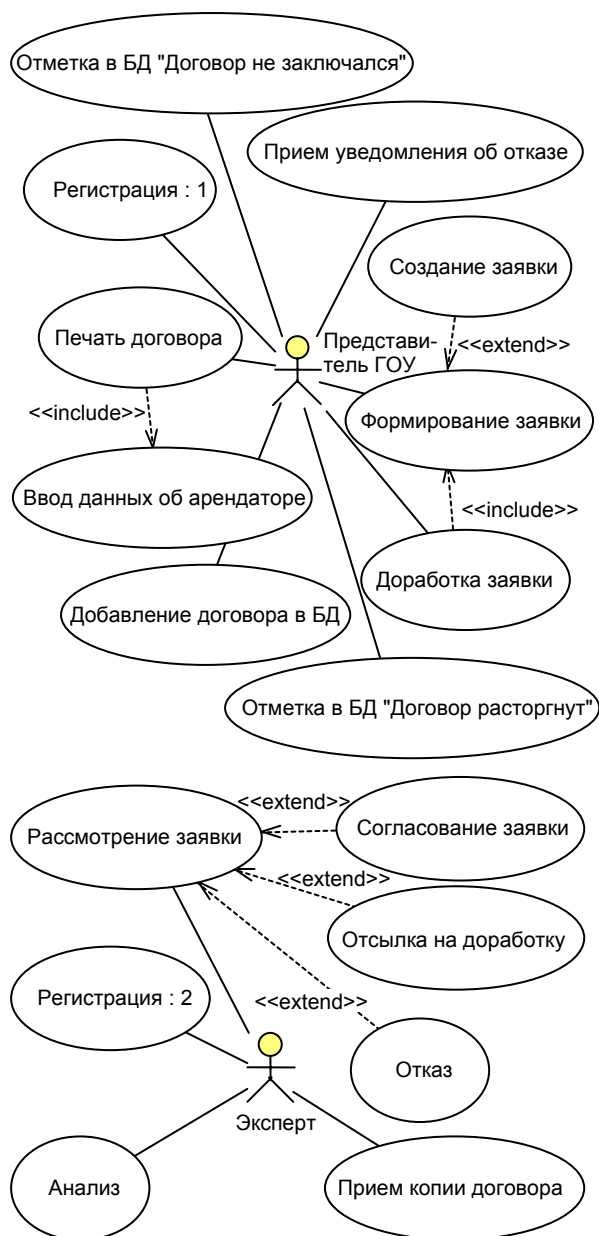 Отметка в БД "Договор не заключался"
Прием уведомления об отказе
Регистрация : 1
Создание заявки
Печать договора
Представи-
тель ГОУ
<<extend>>
<<include>>
Формирование заявки
Ввод данных об арендаторе
<<include>>
Доработка заявки
Добавление договора в БД
Отметка в БД "Договор расторгнут"
<<extend>>
Рассмотрение заявки
Согласование заявки
<<extend>>
Отсылка на доработку
Регистрация : 2
<<extend>>
Отказ
Эксперт
Анализ
Прием копии договора